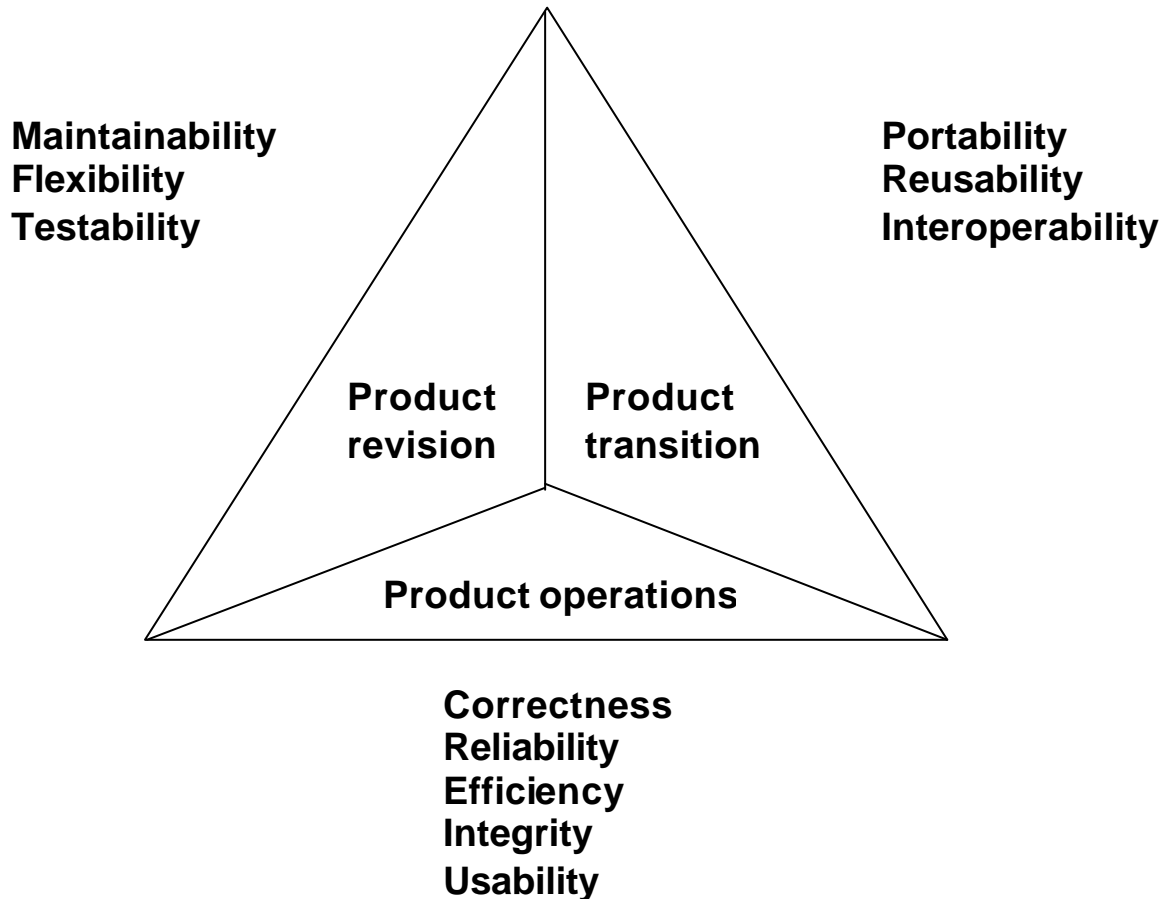 Maintainability
Flexibility
Testability
Portability
Reusability
Interoperability
Product
revision
Product
transition
Product operations
Correctness
Reliability
Efficiency
Integrity
Usability